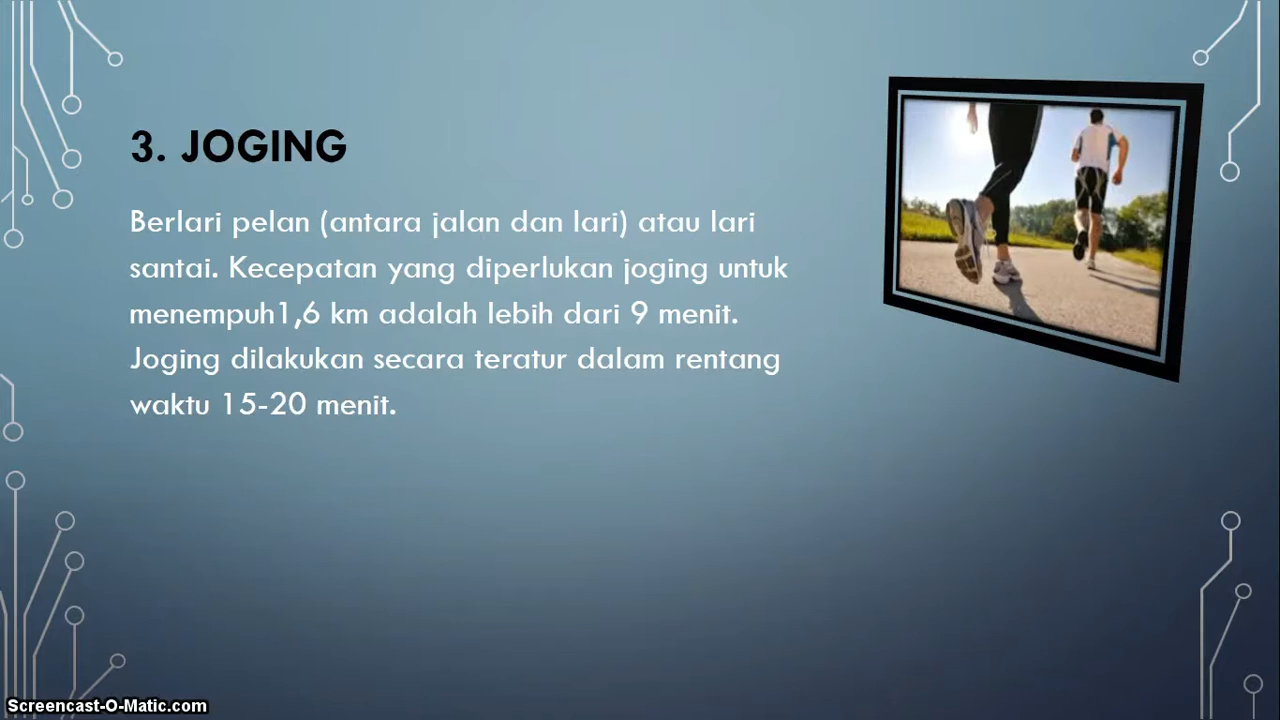 3. JOGING
Berlari pelan (antara jalan dan lari) atau lari
santai. Kecepatan yang diperlukan joging untuk
menempuh1,6 km adalah lebih dari 9 menit.
Joging dilakukan secara teratur dalam rentang
waktu 15-20 menit.
Screencast-O-Matic.com